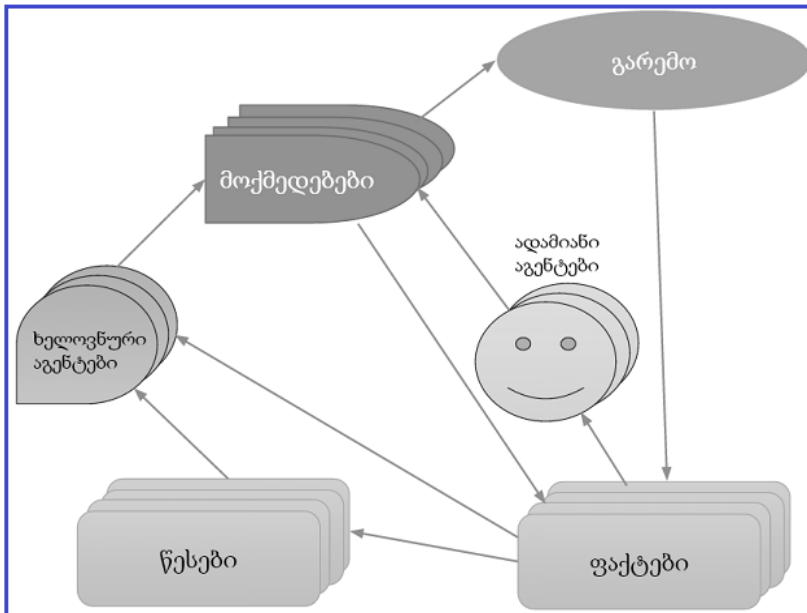 გარემო
მოქმედებები
ადამიანი
აგენტები
ხელოვნური
აგენტები
წესები
ფაქტები